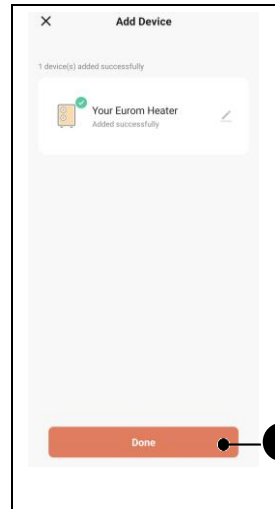 Add Device
1 device(s) added successfully
Your Eurom Heater
Added successfully
Done